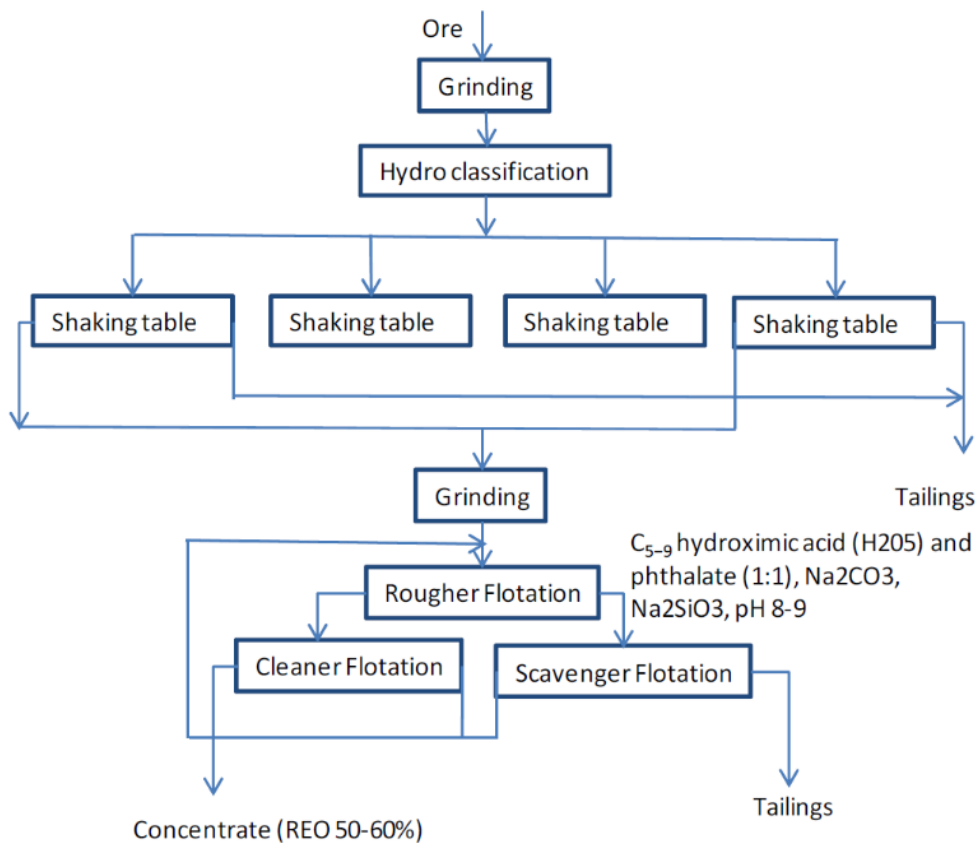 Ore
Grinding
Hydro classification
Shaking table
Shaking table
Shaking table
Shaking table
Grinding
Tailings
C₅₋₉ hydroximic acid (H205) and
phthalate (1:1), Na2CO3,
Na2SiO3, pH 8-9
Rougher Flotation
Cleaner Flotation
Scavenger Flotation
Tailings
Concentrate (REO 50-60%)